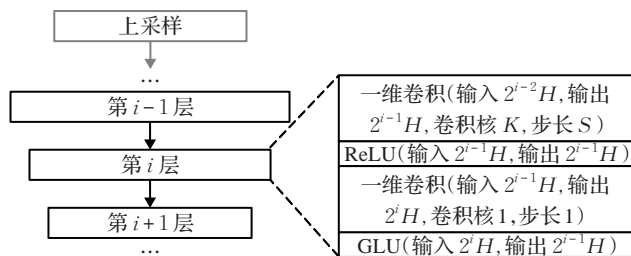 上采样
...
第 i−1 层
第 i 层
第 i+1 层
...
一维卷积(输入 2^{i−2}H,输出
2^{i−1}H,卷积核 K,步长 S)
ReLU(输入 2^{i−1}H,输出 2^{i−1}H)
一维卷积(输入 2^{i−1}H,输出
2^{i}H,卷积核 1,步长 1)
GLU(输入 2^{i}H,输出 2^{i−1}H)